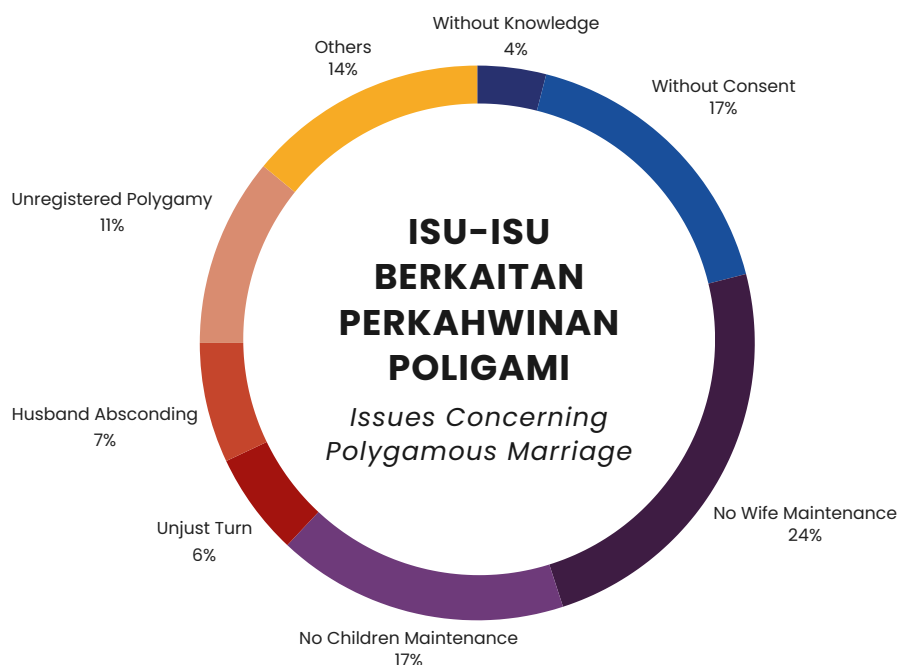 Without Knowledge
4%
Others
14%
Without Consent
17%
Unregistered Polygamy
11%
ISU-ISU
BERKAITAN
PERKAHWINAN
POLIGAMI
Issues Concerning
Polygamous Marriage
Husband Absconding
7%
No Wife Maintenance
24%
Unjust Turn
6%
No Children Maintenance
17%